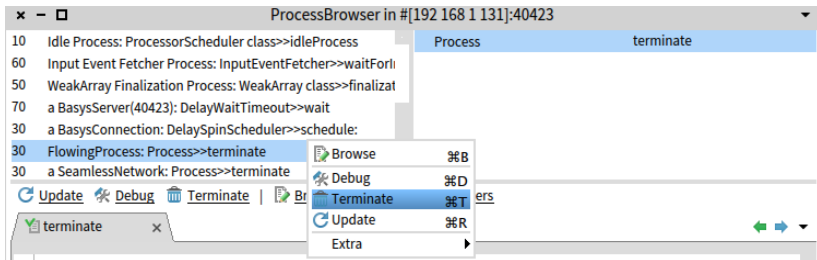 ProcessBrowser in #[192 168 1 131]:40423
10 Idle Process: ProcessorScheduler class>>idleProcess
60 Input Event Fetcher Process: InputEventFetcher>>waitForIn
50 WeakArray Finalization Process: WeakArray class>>finalizat
70 a BasysServer(40423): DelayWaitTimeout>>wait
30 a BasysConnection: DelaySpinScheduler>>schedule:
30 FlowingProcess: Process>>terminate
30 a SeamlessNetwork: Process>>terminate
Process terminate
Browse ⌘B
Debug ⌘D
Terminate ⌘T
Update ⌘R
Extra
Update Debug Terminate | Br ers
terminate x